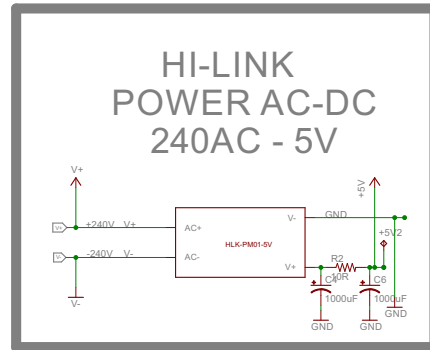 HI-LINK
POWER AC-DC
240AC - 5V
V+
+5V
V+ +240V V+ AC+ V- GND
+5V2
V- -240V V- AC- HLK-PM01-5V V+ R2
10R
C4 C6
1000uF 1000uF
V-
GND GND GND